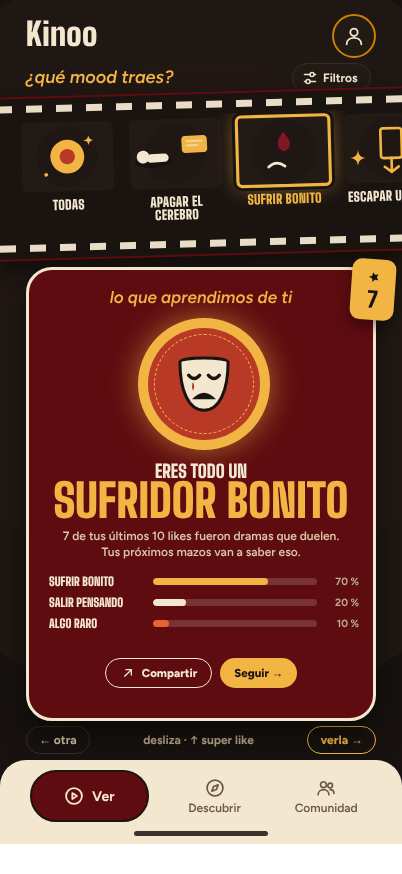 Kinoo
¿qué mood traes?
Filtros
TODAS
APAGAR EL
CEREBRO
SUFRIR BONITO
ESCAPAR U
7
lo que aprendimos de ti
ERES TODO UN
SUFRIDOR BONITO
7 de tus últimos 10 likes fueron dramas que duelen.
Tus próximos mazos van a saber eso.
SUFRIR BONITO 70 %
SALIR PENSANDO 20 %
ALGO RARO 10 %
Compartir
Seguir →
← otra
desliza · ↑ super like
verla →
Ver
Descubrir
Comunidad